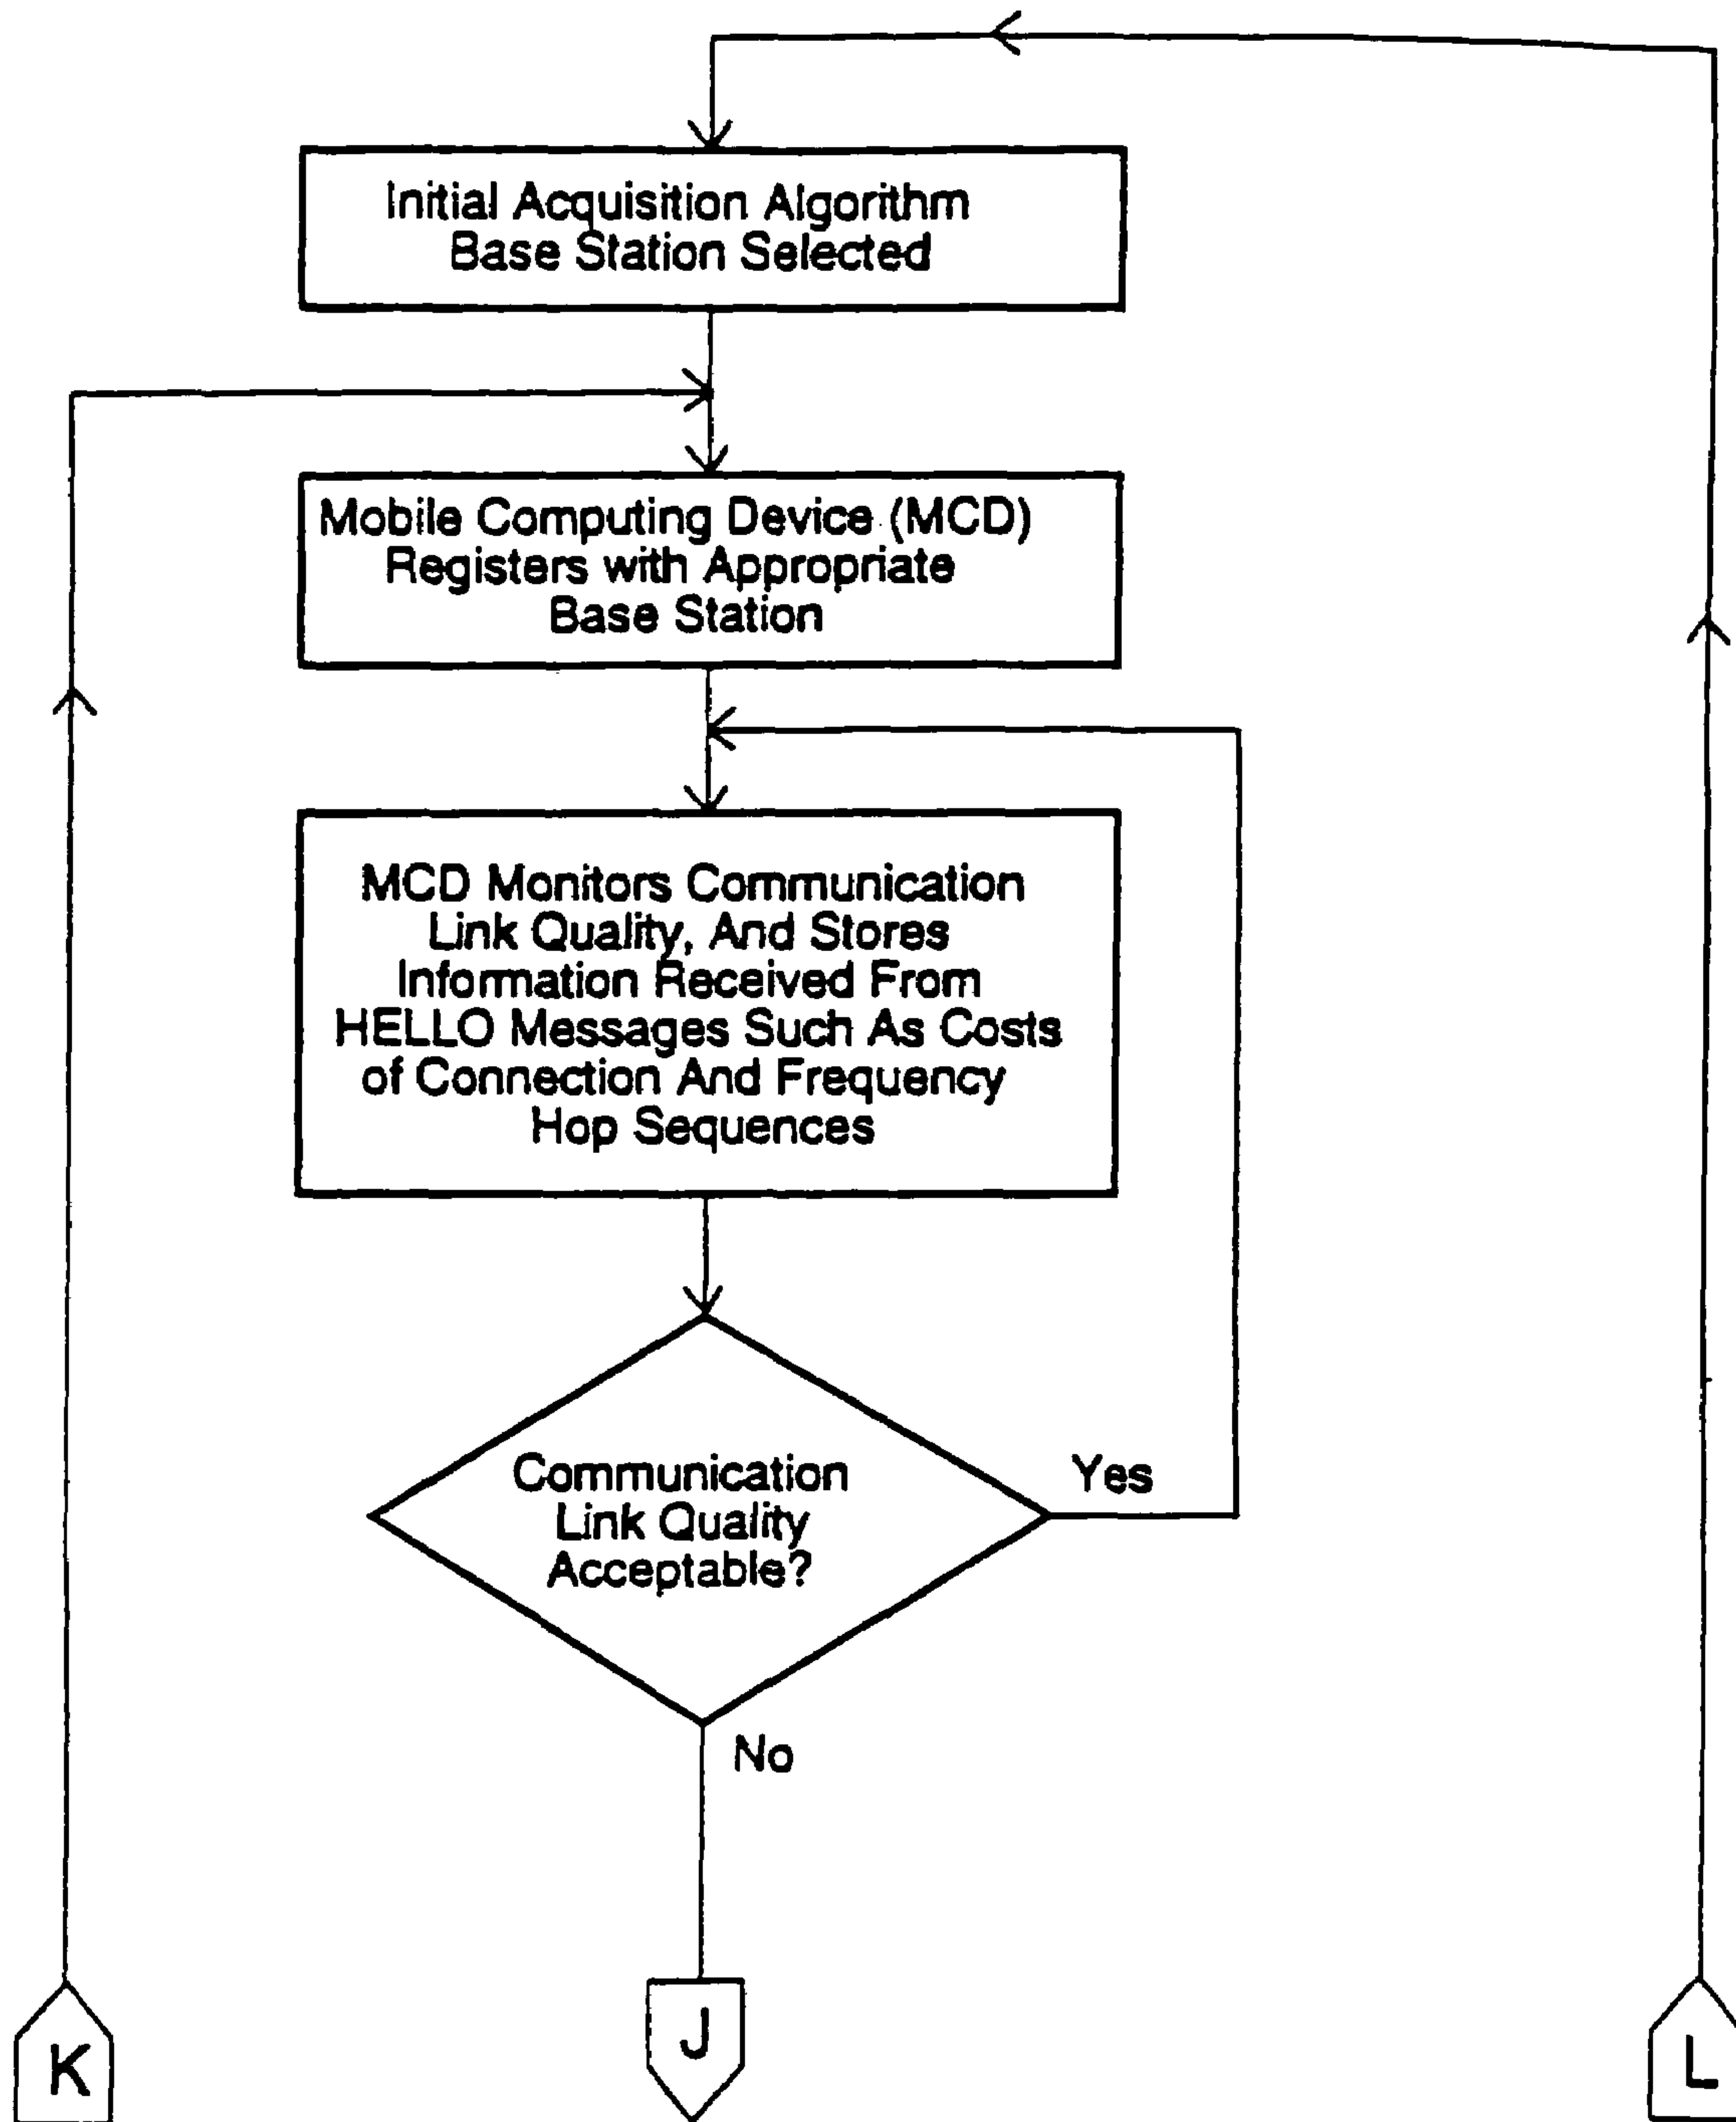 Initial Acquisition Algorithm
Base Station Selected
Mobile Computing Device (MCD)
Registers with Appropriate
Base Station
MCD Monitors Communication
Link Quality, And Stores
Information Received From
HELLO Messages Such As Costs
of Connection And Frequency
Hop Sequences
Communication
Link Quality
Acceptable?
Yes
No
K
J
L